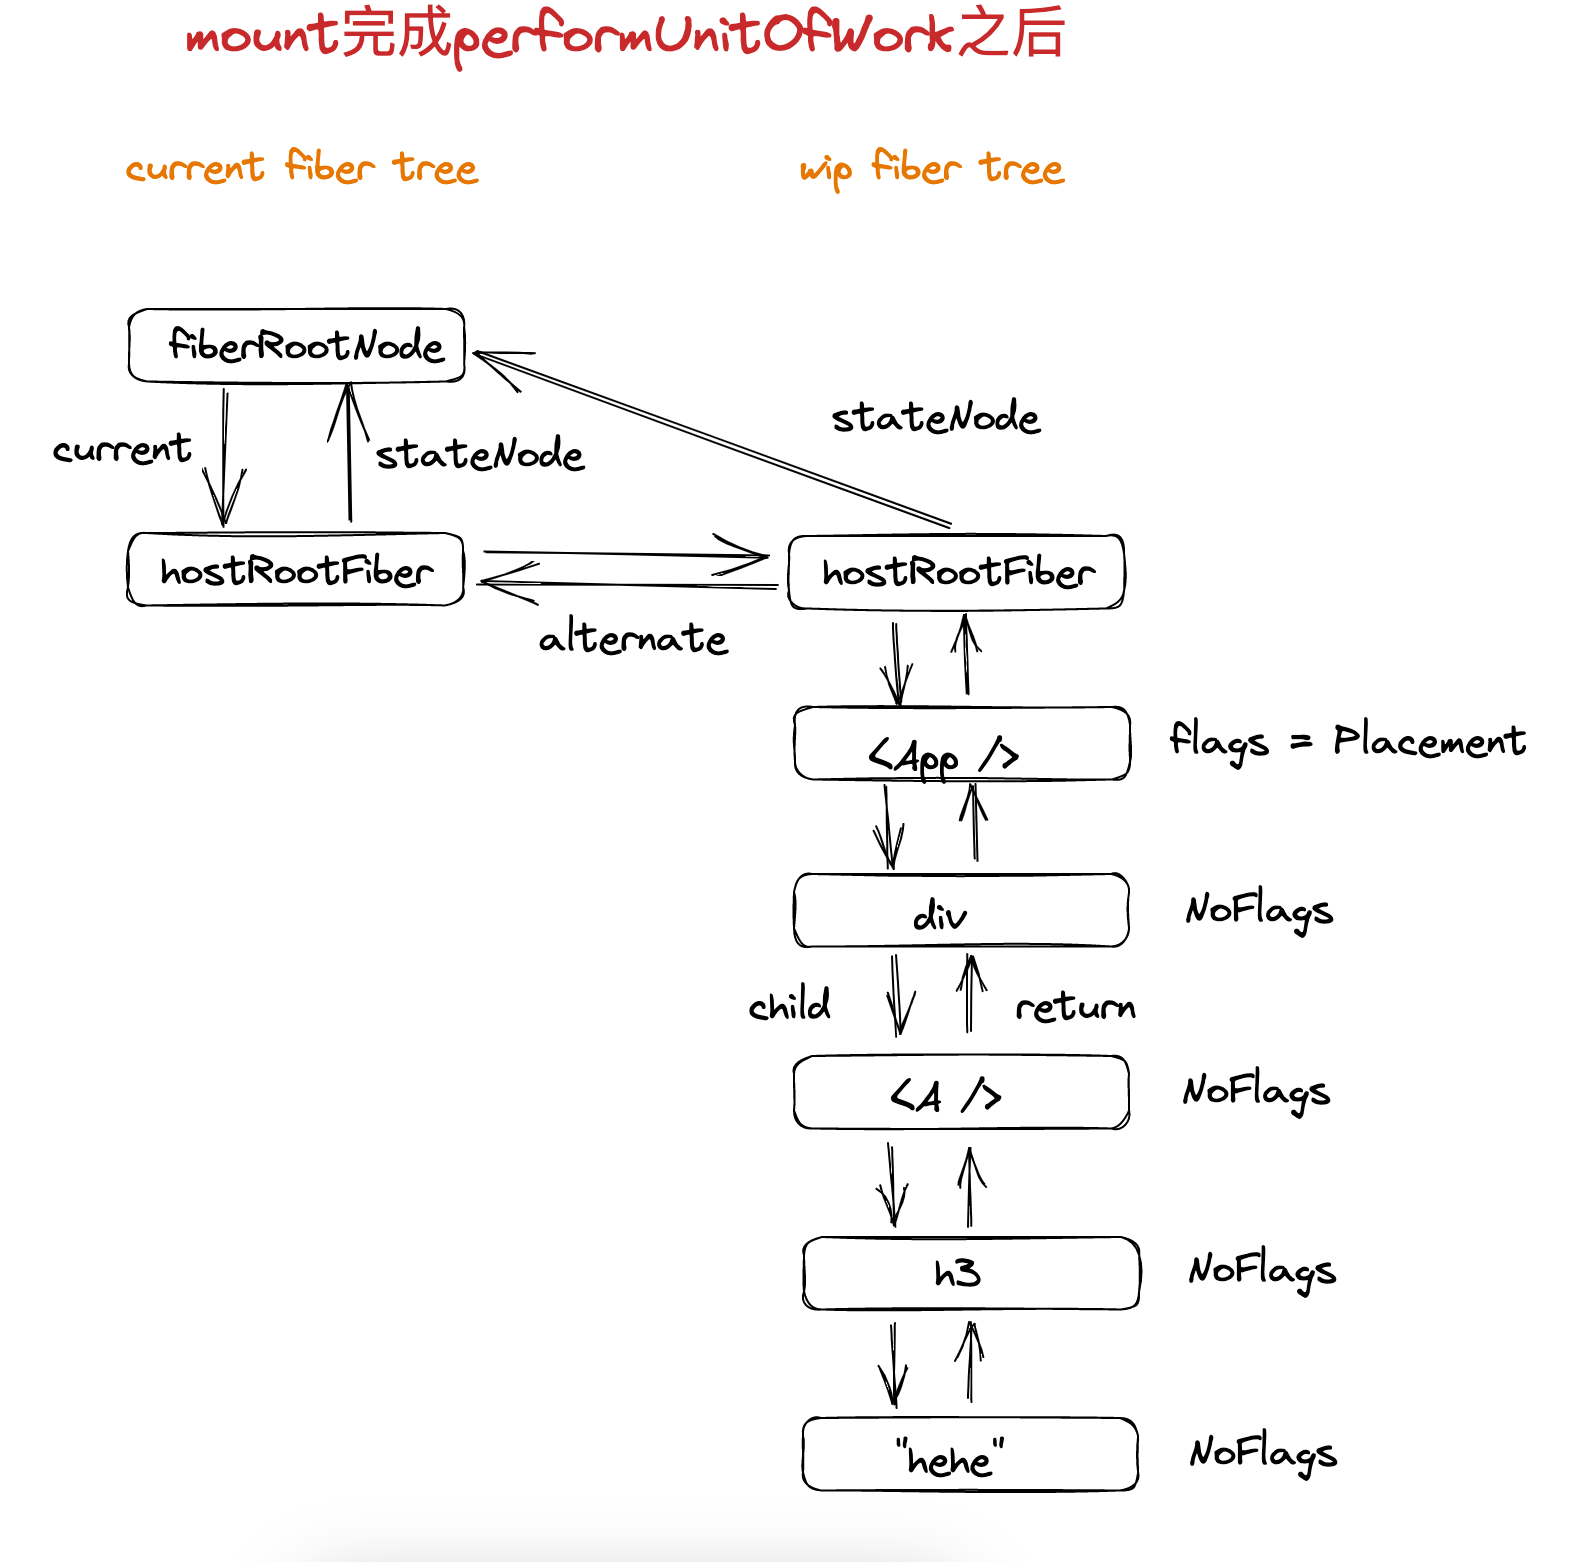 mount完成performUnitOfWork之后
current fiber tree
wip fiber tree
fiberRootNode
stateNode
current
stateNode
hostRootFiber
hostRootFiber
alternate
<App />
flags = Placement
div
NoFlags
child
return
<A />
NoFlags
h3
NoFlags
"hehe"
NoFlags